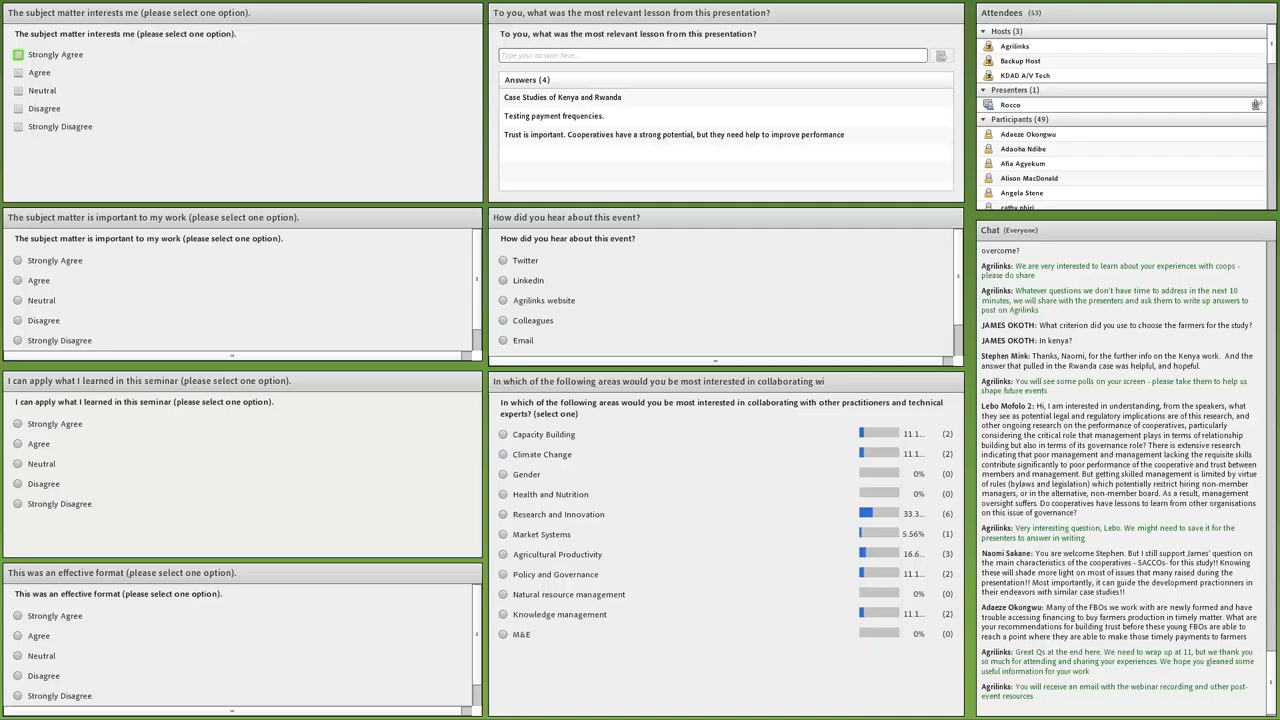 The subject matter interests me (please select one option).
The subject matter interests me (please select one option).
Strongly Agree
Agree
Neutral
Disagree
Strongly Disagree
The subject matter is important to my work (please select one option).
The subject matter is important to my work (please select one option).
Strongly Agree
Agree
Neutral
Disagree
Strongly Disagree
I can apply what I learned in this seminar (please select one option).
I can apply what I learned in this seminar (please select one option).
Strongly Agree
Agree
Neutral
Disagree
Strongly Disagree
This was an effective format (please select one option).
This was an effective format (please select one option).
Strongly Agree
Agree
Neutral
Disagree
Strongly Disagree
To you, what was the most relevant lesson from this presentation?
To you, what was the most relevant lesson from this presentation?
Type your answer here...
Answers (4)
Case Studies of Kenya and Rwanda
Testing payment frequencies.
Trust is important. Cooperatives have a strong potential, but they need help to improve performance
How did you hear about this event?
How did you hear about this event?
Twitter
LinkedIn
Agrilinks website
Colleagues
Email
In which of the following areas would you be most interested in collaborating wi
In which of the following areas would you be most interested in collaborating with other practitioners and technical
experts? (select one)
Capacity Building 11.1... (2)
Climate Change 11.1... (2)
Gender 0% (0)
Health and Nutrition 0% (0)
Research and Innovation 33.3... (6)
Market Systems 5.56% (1)
Agricultural Productivity 16.6... (3)
Policy and Governance 11.1... (2)
Natural resource management 0% (0)
Knowledge management 11.1... (2)
M&E 0% (0)
Attendees (53)
Hosts (3)
Agrilinks
Backup Host
KDAD A/V Tech
Presenters (1)
Rocco
Participants (49)
Adaeze Okongwu
Adaoha Ndibe
Afia Agyekum
Alison MacDonald
Angela Stene
cathy phiri
Chat (Everyone)
overcome?
Agrilinks: We are very interested to learn about your experiences with coops -
please do share
Agrilinks: Whatever questions we don't have time to address in the next 10
minutes, we will share with the presenters and ask them to write up answers to
post on Agrilinks
JAMES OKOTH: What criterion did you use to choose the farmers for the study?
JAMES OKOTH: In kenya?
Stephen Mink: Thanks, Naomi, for the further info on the Kenya work. And the
answer that pulled in the Rwanda case was helpful, and hopeful.
Agrilinks: You will see some polls on your screen - please take them to help us
shape future events
Lebo Mofolo 2: Hi, I am interested in understanding, from the speakers, what
they see as potential legal and regulatory implications are of this research, and
other ongoing research on the performance of cooperatives, particularly
considering the critical role that management plays in terms of relationship
building but also in terms of its governance role? There is extensive research
indicating that poor management and management lacking the requisite skills
contribute significantly to poor performance of the cooperative and trust between
members and management. But getting skilled management is limited by virtue of
rules (bylaws and legislation) which potentially restrict hiring non-member
managers, or in the alternative, non-member board. As a result, management
oversight suffers. Do cooperatives have lessons to learn from other organisations
on this issue of governance?
Agrilinks: Very interesting question, Lebo. We might need to save it for the
presenters to answer in writing
Naomi Sakane: You are welcome Stephen. But I still support James' question on
the main characteristics of the cooperatives - SACCOs- for this study!! Knowing
these will shade more light on most of issues that many raised during the
presentation!! Most importantly, it can guide the development practionners in
their endeavors with similar case studies!!
Adaeze Okongwu: Many of the FBOs we work with are newly formed and have
trouble accessing financing to buy farmers production in timely matter. What are
your recommendations for building trust before these young FBOs are able to
reach a point where they are able to make those timely payments to farmers
Agrilinks: Great Qs at the end here. We need to wrap up at 11, but we thank you
so much for attending and sharing your experiences. We hope you gleaned some
useful information for your work
Agrilinks: You will receive an email with the webinar recording and other post-
event resources